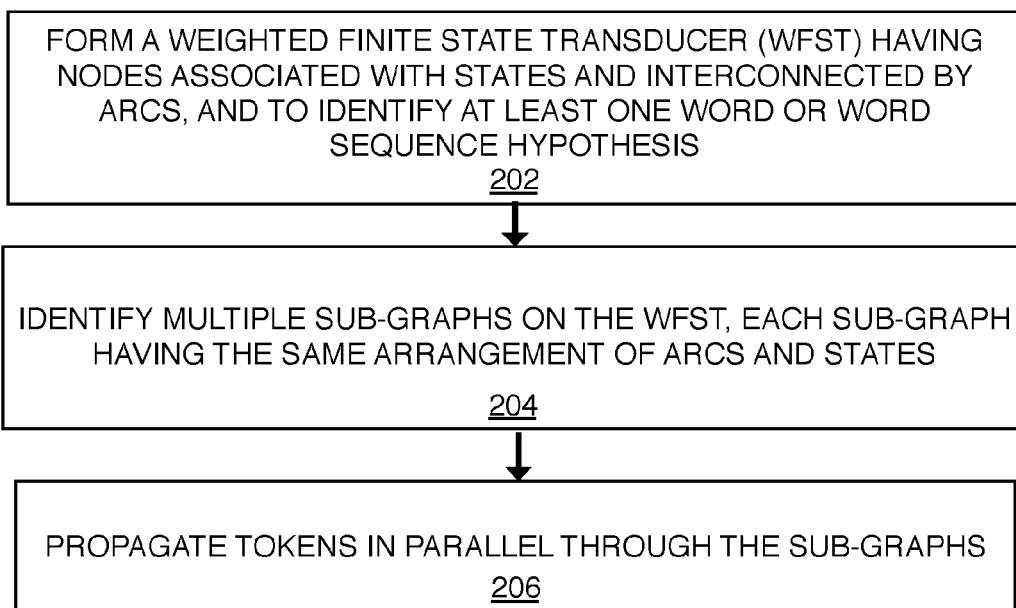 FORM A WEIGHTED FINITE STATE TRANSDUCER (WFST) HAVING
NODES ASSOCIATED WITH STATES AND INTERCONNECTED BY
ARCS, AND TO IDENTIFY AT LEAST ONE WORD OR WORD
SEQUENCE HYPOTHESIS
202
IDENTIFY MULTIPLE SUB-GRAPHS ON THE WFST, EACH SUB-GRAPH
HAVING THE SAME ARRANGEMENT OF ARCS AND STATES
204
PROPAGATE TOKENS IN PARALLEL THROUGH THE SUB-GRAPHS
206